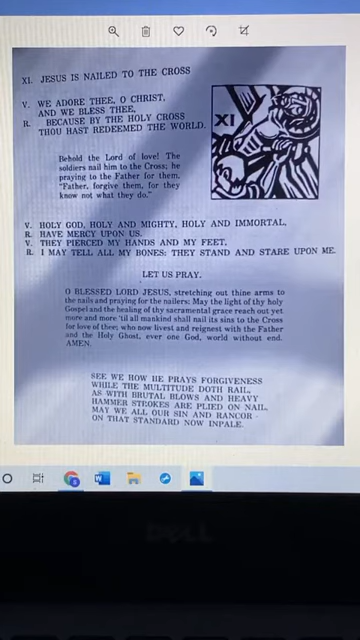 XI. JESUS IS NAILED TO THE CROSS
V. WE ADORE THEE, O CHRIST,
AND WE BLESS THEE,
R. BECAUSE BY THE HOLY CROSS
THOU HAST REDEEMED THE WORLD.
XI
Behold the Lord of love! The
soldiers nail him to the Cross; he
praying to the Father for them.
"Father, forgive them, for they
know not what they do."
V. HOLY GOD, HOLY AND MIGHTY, HOLY AND IMMORTAL,
R. HAVE MERCY UPON US.
V. THEY PIERCED MY HANDS AND MY FEET,
R. I MAY TELL ALL MY BONES: THEY STAND AND STARE UPON ME.
LET US PRAY.
O BLESSED LORD JESUS, stretching out thine arms to
the nails and praying for the nailers: May the light of thy holy
Gospel and the healing of thy sacramental grace reach out yet
more and more 'til all mankind shall nail its sins to the Cross
for love of thee; who now livest and reignest with the Father
and the Holy Ghost, ever one God, world without end.
AMEN.
SEE WE HOW HE PRAYS FORGIVENESS
WHILE THE MULTITUDE DOTH RAIL,
AS WITH BRUTAL BLOWS AND HEAVY
HAMMER STROKES ARE PLIED ON NAIL,
MAY WE ALL OUR SIN AND RANCOR -
ON THAT STANDARD NOW INPALE.
DELL